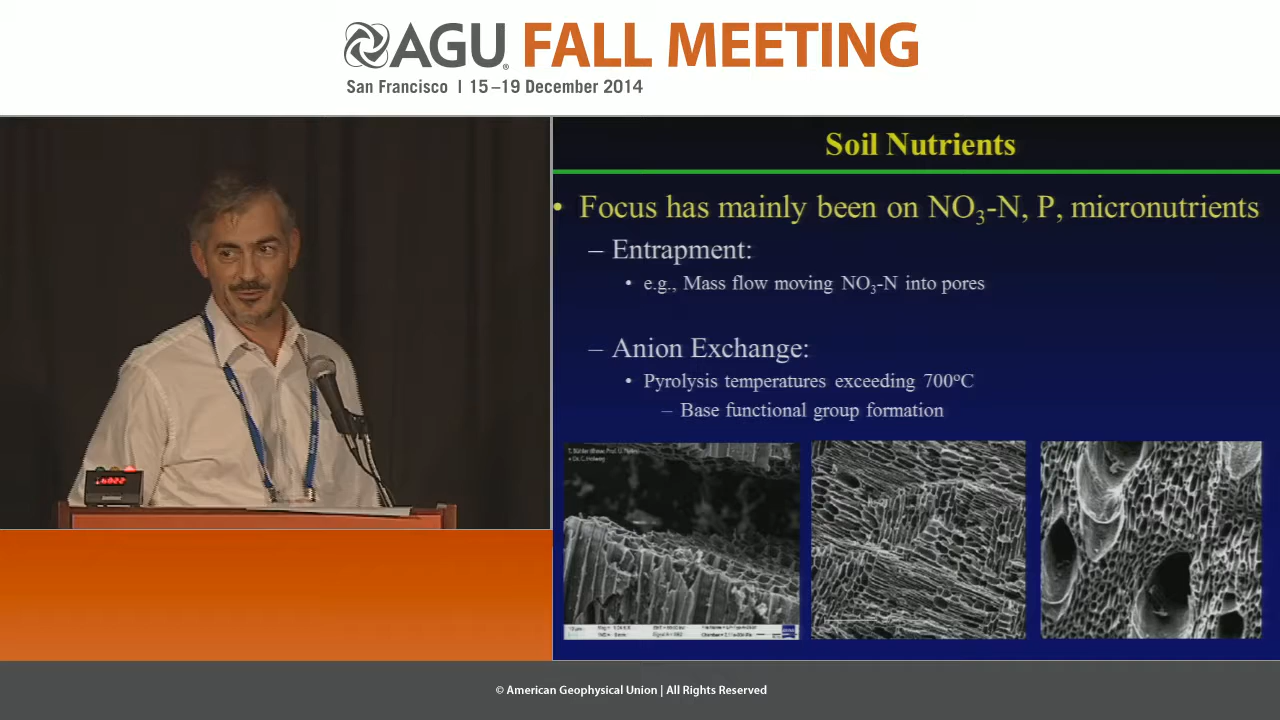 AGU FALL MEETING
San Francisco | 15–19 December 2014
Soil Nutrients
• Focus has mainly been on NO₃-N, P, micronutrients
– Entrapment:
• e.g., Mass flow moving NO₃-N into pores
– Anion Exchange:
• Pyrolysis temperatures exceeding 700ºC
– Base functional group formation
© American Geophysical Union | All Rights Reserved